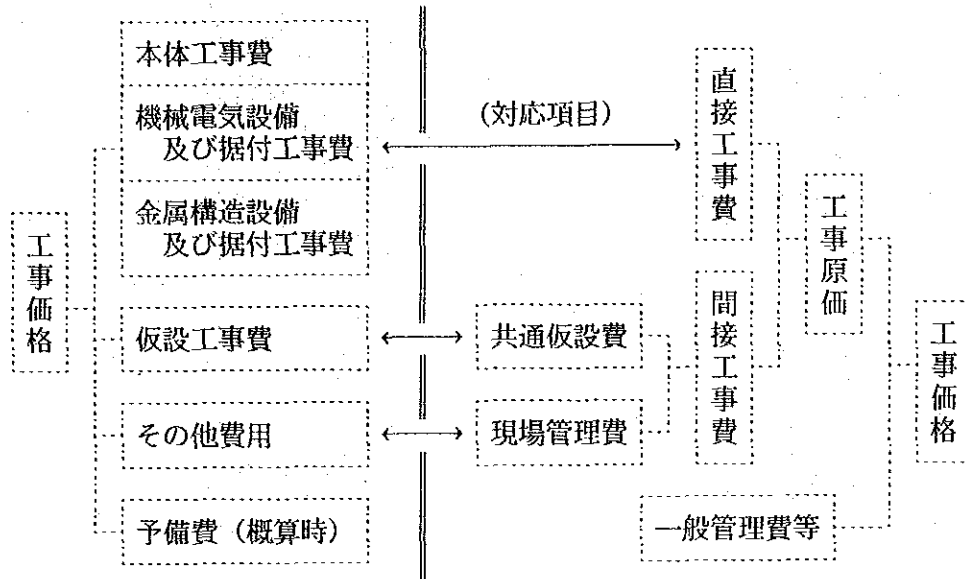 工事価格
本体工事費
機械電気設備
及び据付工事費
金属構造設備
及び据付工事費
仮設工事費
その他費用
予備費（概算時）
(対応項目)
共通仮設費
現場管理費
直接工事費
間接工事費
一般管理費等
工事原価
工事価格